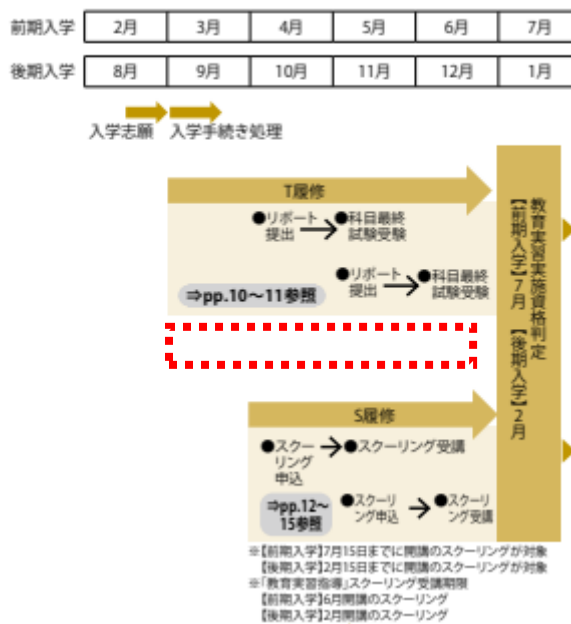 前期入学 2月 3月 4月 5月 6月 7月
後期入学 8月 9月 10月 11月 12月 1月
入学志願 入学手続き処理
T履修
●リポート
提出
→
●科目最終
試験受験
●リポート
提出
→
●科目最終
試験受験
⇒pp.10～11参照
教育実習実施資格判定
【前期入学】7月 【後期入学】2月
S履修
●スクー
リング
申込
→
●スクーリング受講
⇒pp.12～
15参照
●スクーリ
ング申込
→
●スクーリ
ング受講
※【前期入学】7月15日までに開講のスクーリングが対象
【後期入学】2月15日までに開講のスクーリングが対象
※「教育実習指導」スクーリング受講期限
【前期入学】6月開講のスクーリング
【後期入学】2月開講のスクーリング